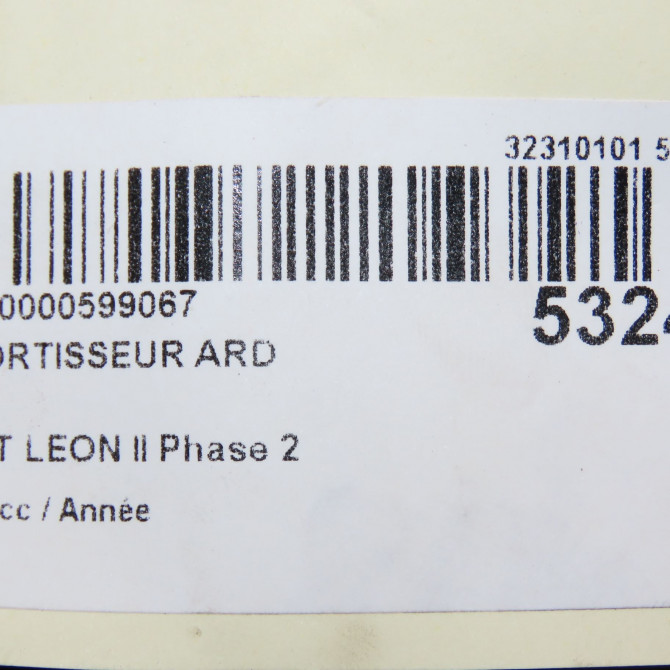 32310101 5
0000599067
5324
ORTISSEUR ARD
T LEON II Phase 2
cc / Année